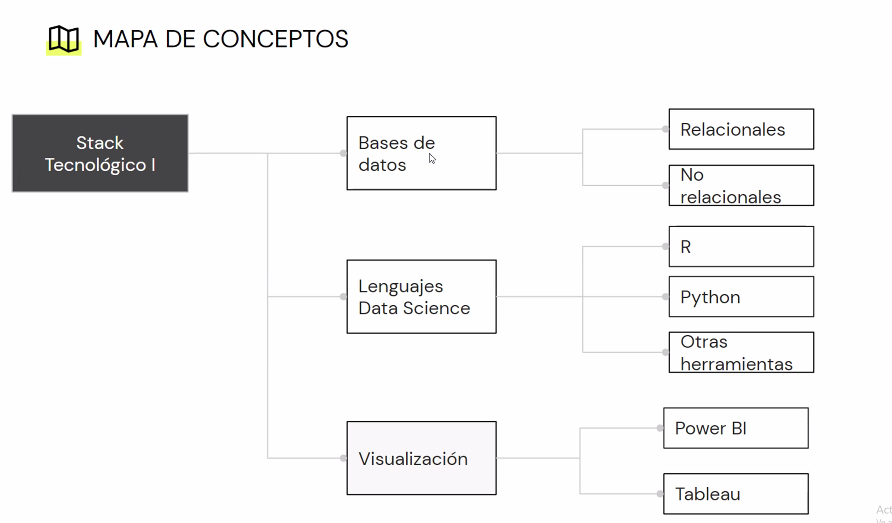 MAPA DE CONCEPTOS
Stack
Tecnológico I
Bases de
datos
Relacionales
No
relacionales
Lenguajes
Data Science
R
Python
Otras
herramientas
Visualización
Power BI
Tableau
Act